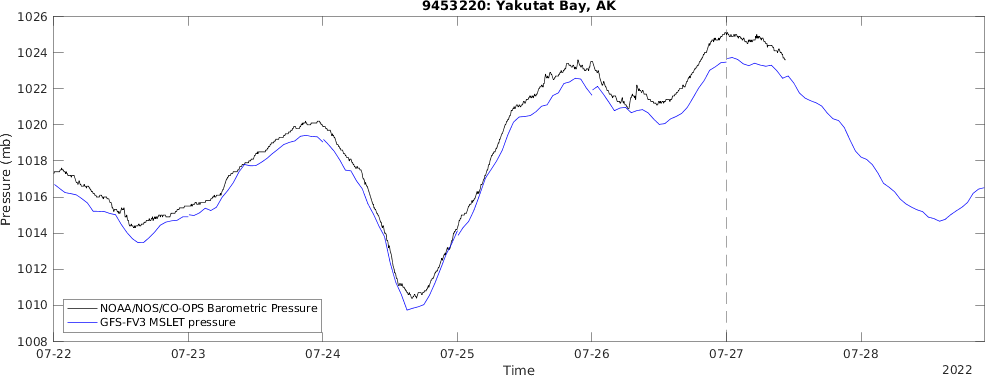 9453220: Yakutat Bay, AK
1026
1024
1022
1020
1018
1016
1014
1012
1010
1008
Pressure (mb)
NOAA/NOS/CO-OPS Barometric Pressure
GFS-FV3 MSLET pressure
07-22 07-23 07-24 07-25 07-26 07-27 07-28
Time
2022